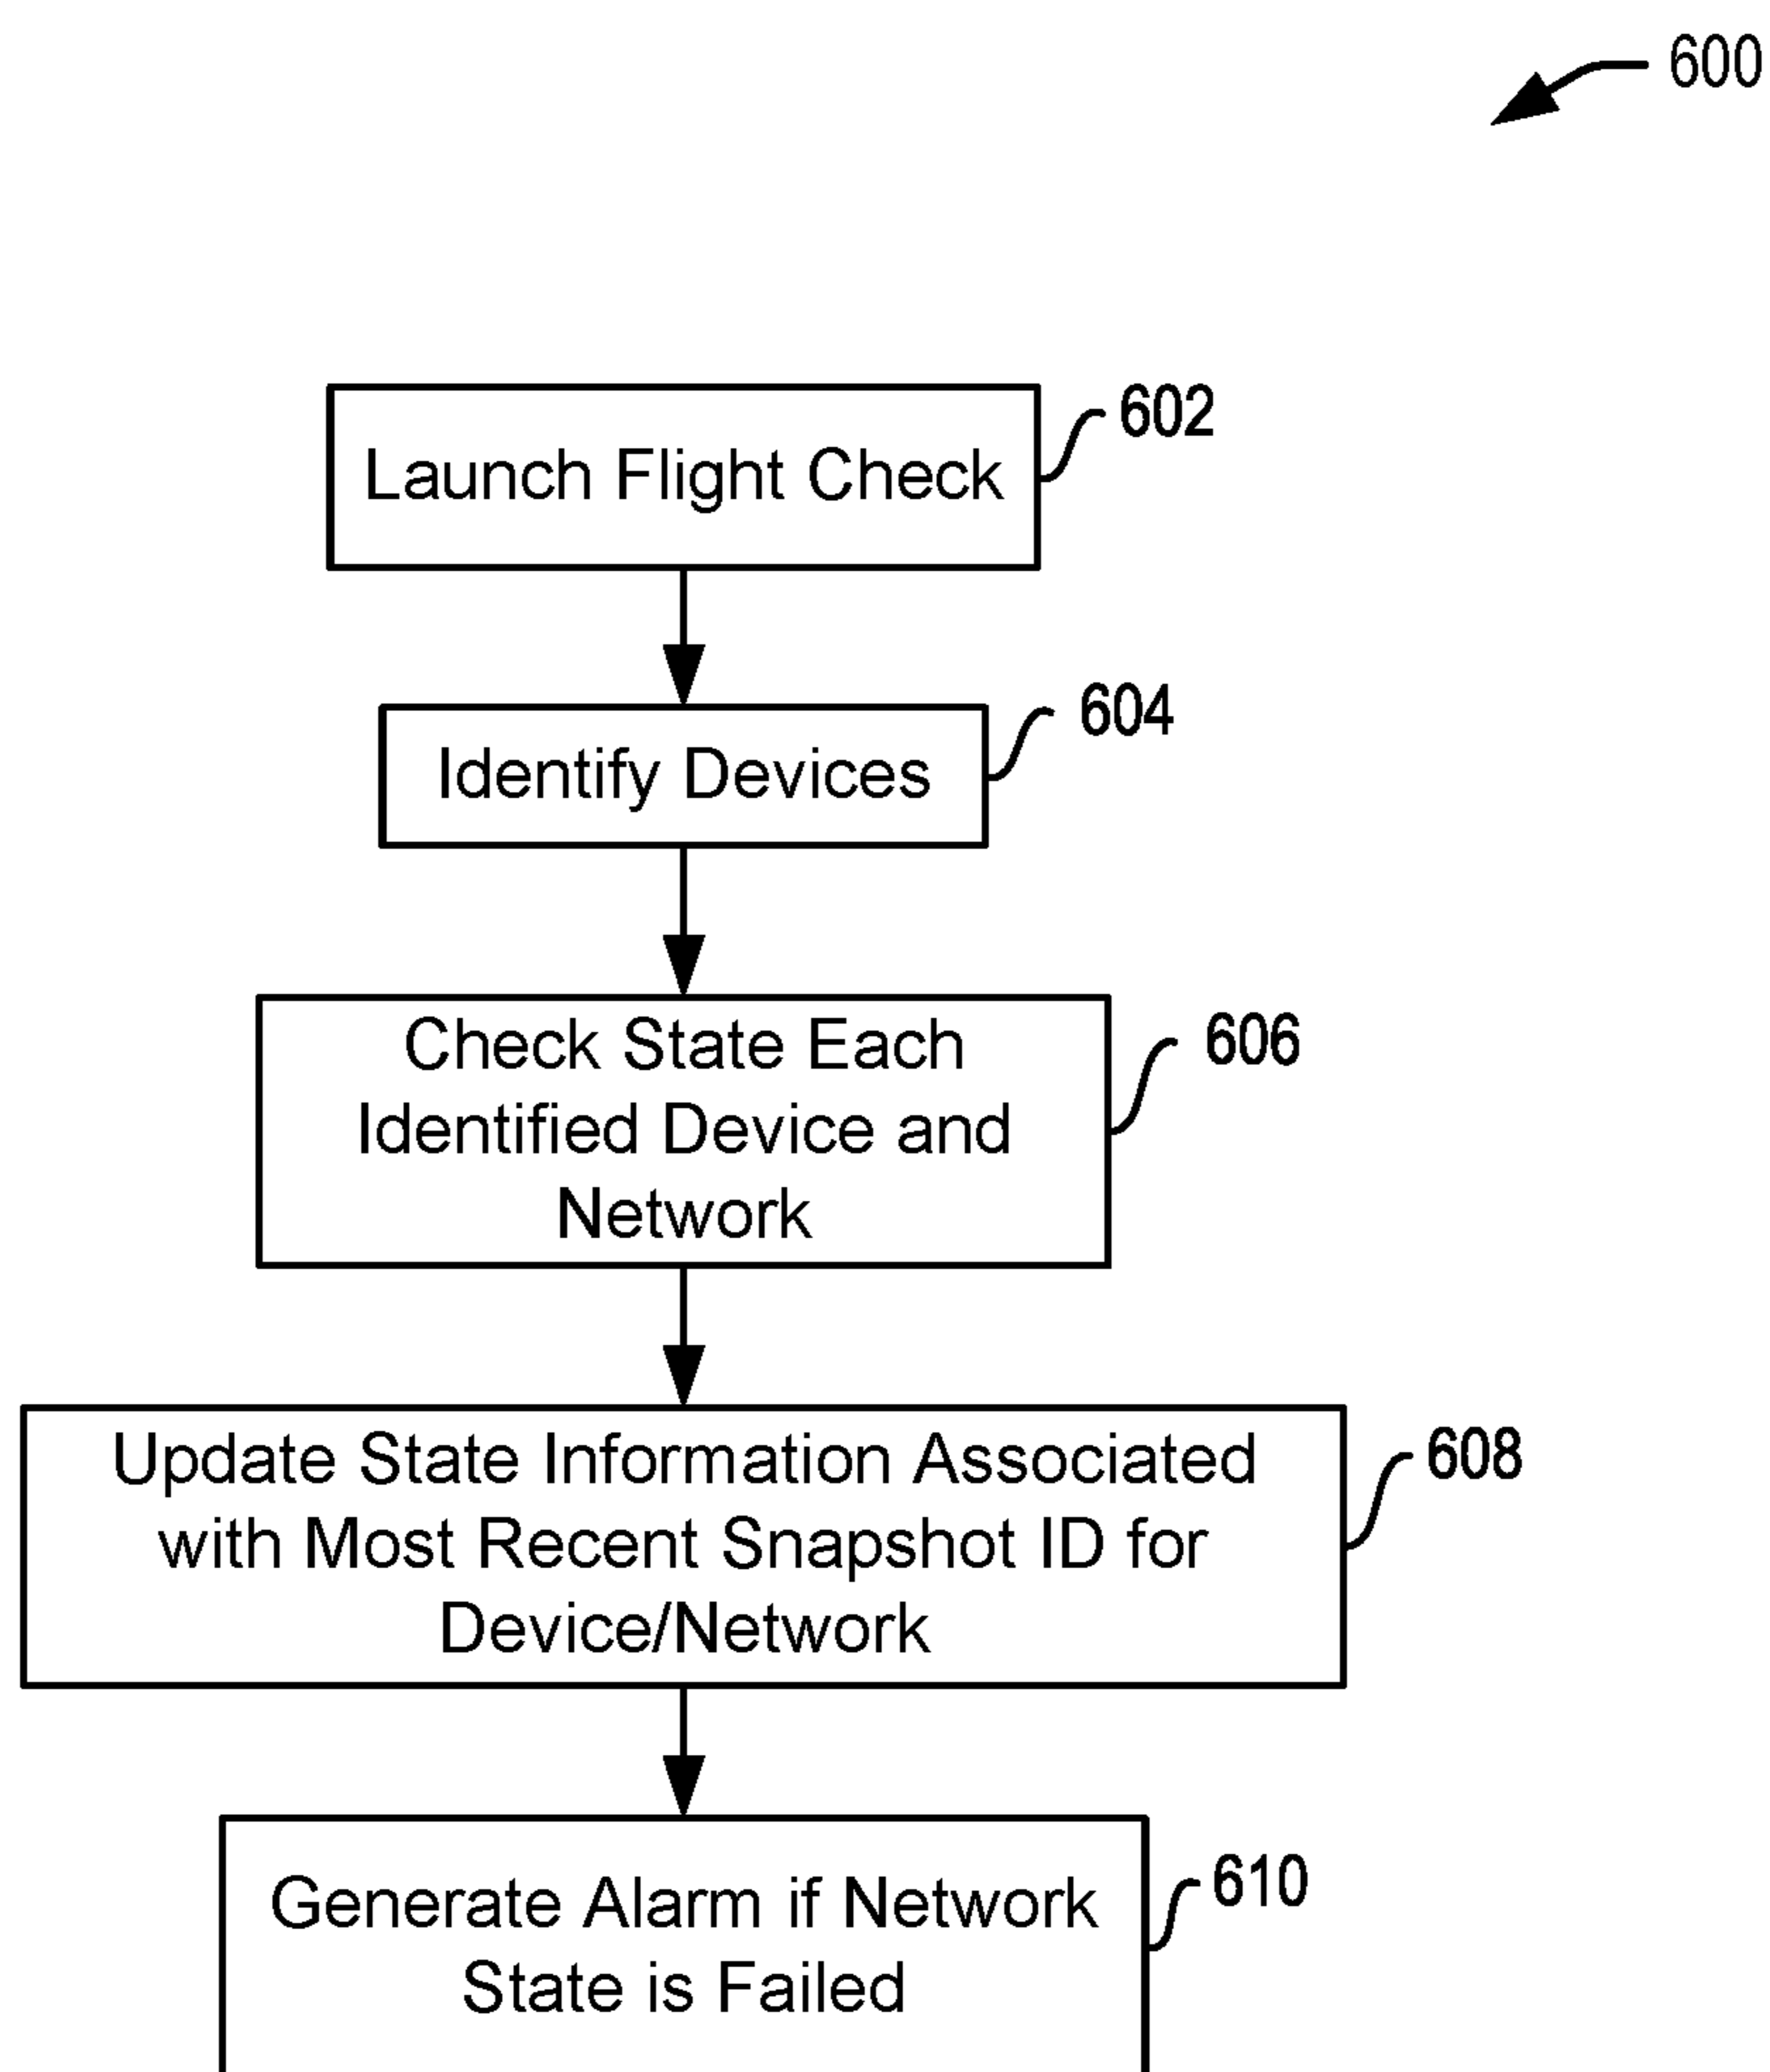 600
Launch Flight Check
602
Identify Devices
604
Check State Each
Identified Device and
Network
606
Update State Information Associated
with Most Recent Snapshot ID for
Device/Network
608
Generate Alarm if Network
State is Failed
610